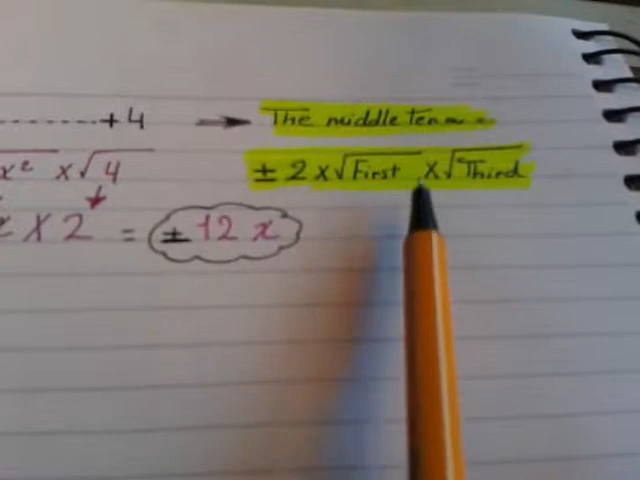 .........+4 → The middle term =
x² × √4 ± 2 × √First × √Third
x × 2 = ± 12 x